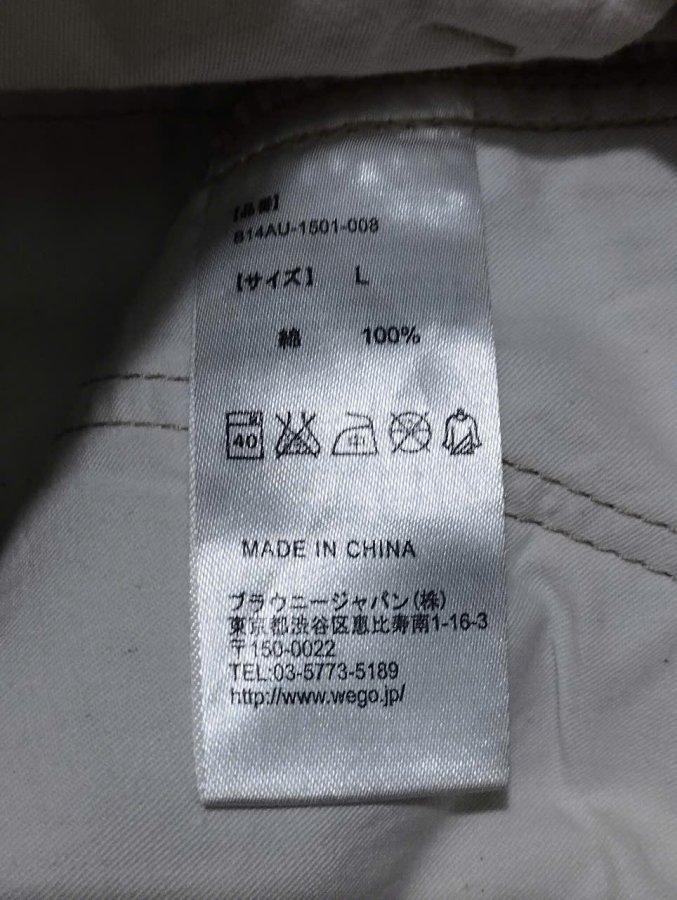 【品番】
814AU-1501-008
【サイズ】 L
綿 100%
40
中
MADE IN CHINA
ブラウニージャパン(株)
東京都渋谷区恵比寿南1-16-3
〒150-0022
TEL:03-5773-5189
http://www.wego.jp/